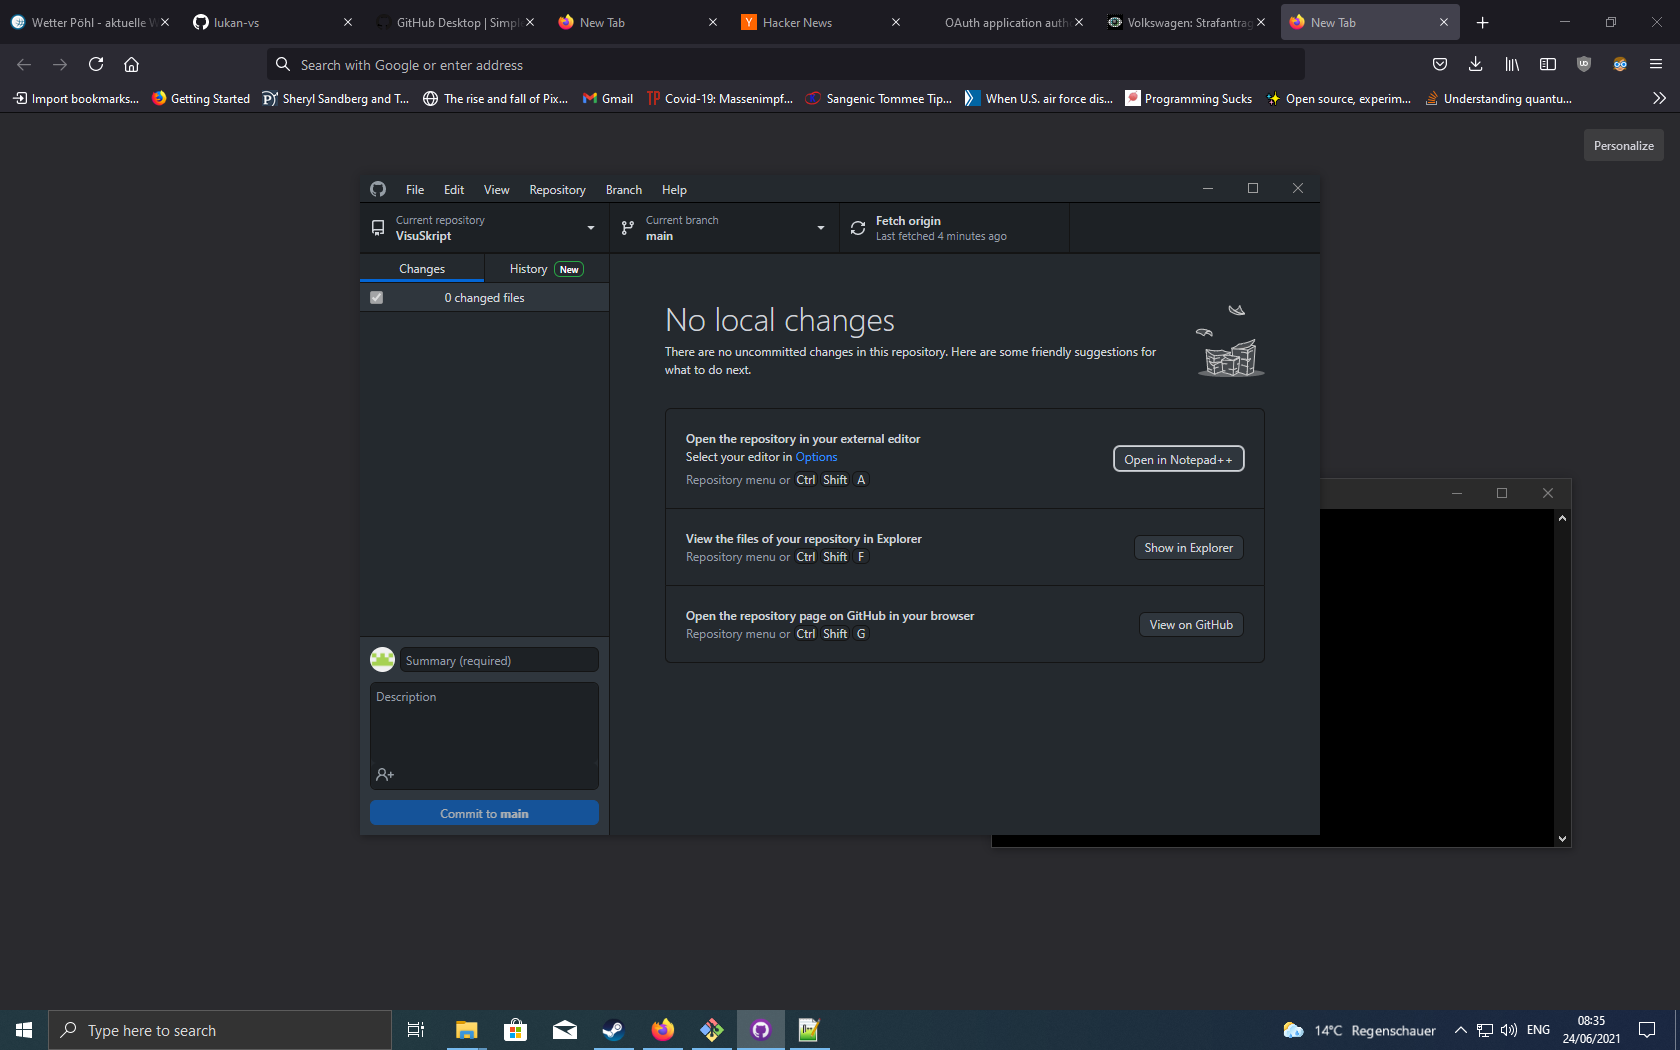 Wetter Pöhl - aktuelle W
lukan-vs
GitHub Desktop | Simpl
New Tab
Hacker News
OAuth application auth
Volkswagen: Strafantrag
New Tab
Search with Google or enter address
Import bookmarks...
Getting Started
Sheryl Sandberg and T...
The rise and fall of Pix...
Gmail
Covid-19: Massenimpf...
Sangenic Tommee Tip...
When U.S. air force dis...
Programming Sucks
Open source, experim...
Understanding quantu...
Personalize
File Edit View Repository Branch Help
Current repository
VisuSkript
Current branch
main
Fetch origin
Last fetched 4 minutes ago
Changes
History New
0 changed files
No local changes
There are no uncommitted changes in this repository. Here are some friendly suggestions for
what to do next.
Open the repository in your external editor
Select your editor in Options
Repository menu or Ctrl Shift A
Open in Notepad++
View the files of your repository in Explorer
Repository menu or Ctrl Shift F
Show in Explorer
Open the repository page on GitHub in your browser
Repository menu or Ctrl Shift G
View on GitHub
Summary (required)
Description
Commit to main
Type here to search
14°C Regenschauer
ENG
08:35
24/06/2021